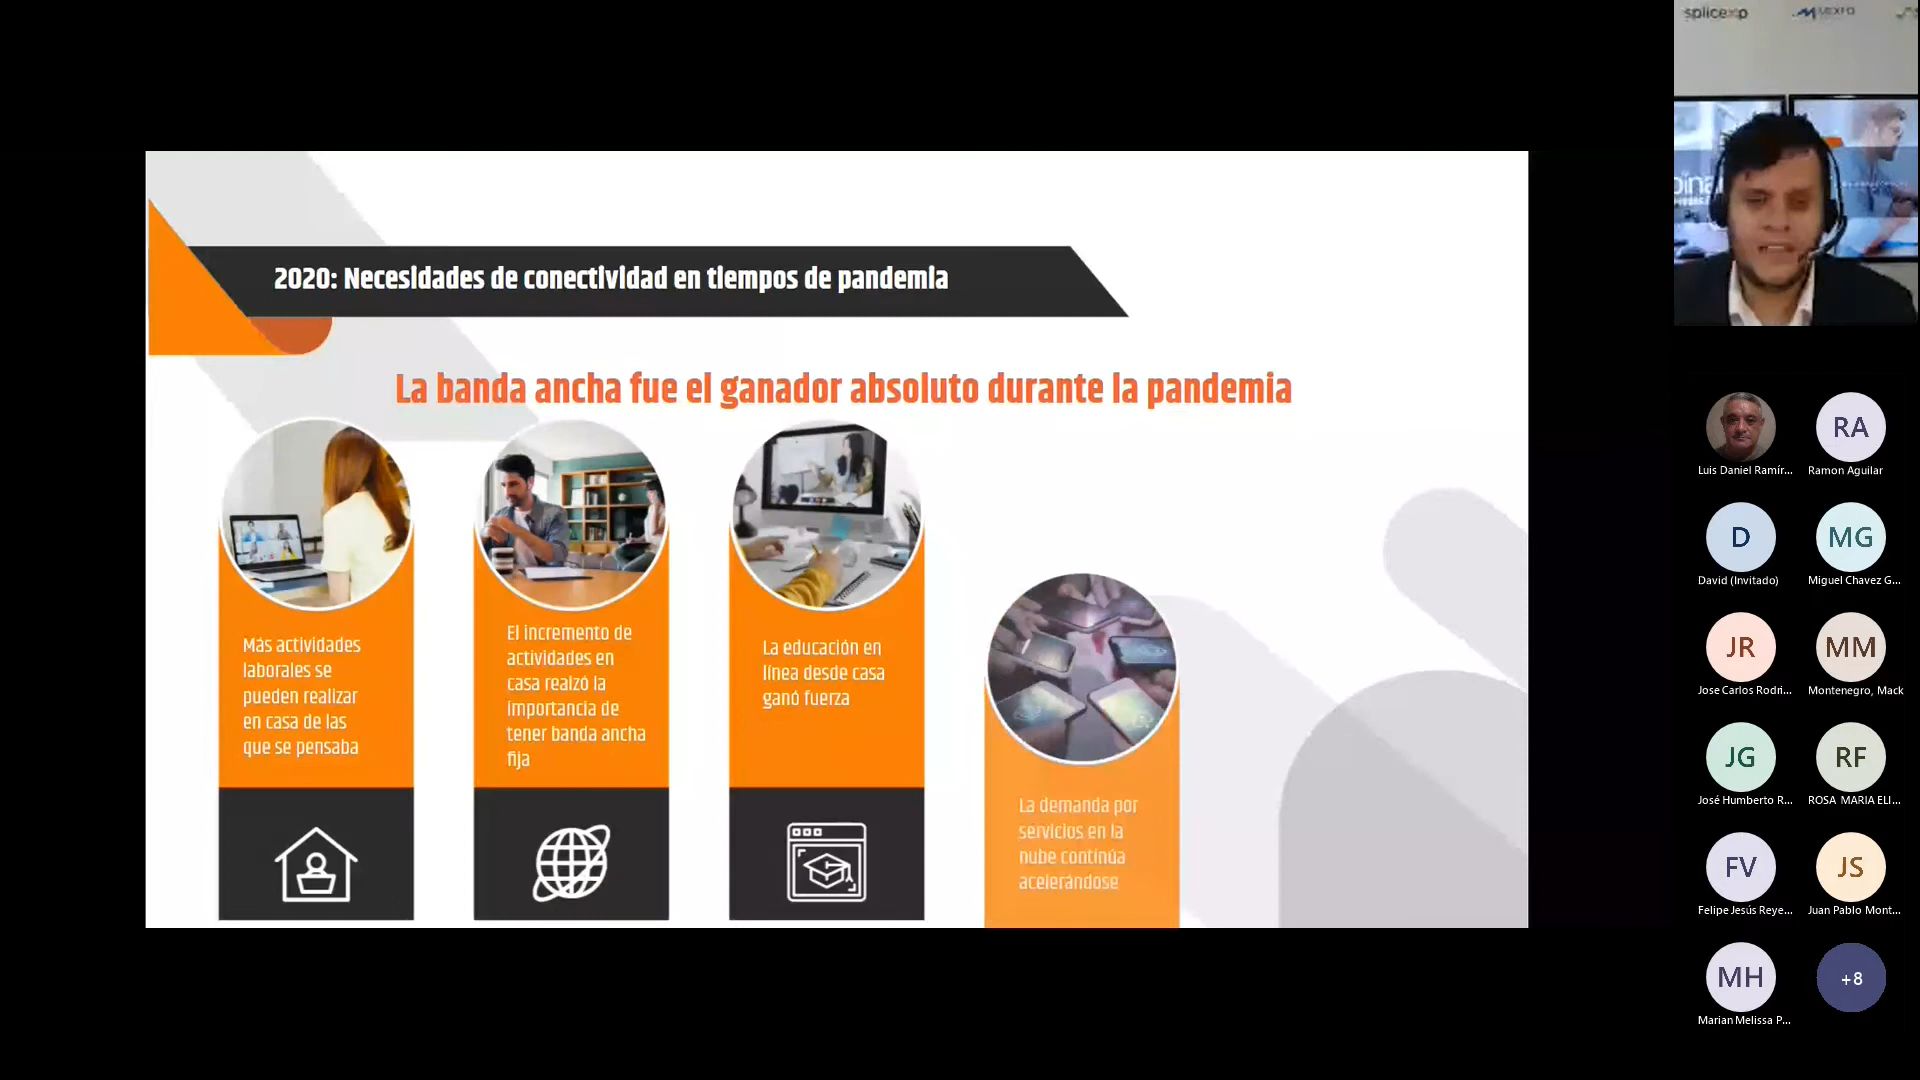 splicexp
MEXFO
2020: Necesidades de conectividad en tiempos de pandemia
La banda ancha fue el ganador absoluto durante la pandemia
Más actividades
laborales se
pueden realizar
en casa de las
que se pensaba
El incremento de
actividades en
casa realzó la
importancia de
tener banda ancha
fija
La educación en
línea desde casa
ganó fuerza
La demanda por
servicios en la
nube continúa
acelerándose
RA
Luis Daniel Ramír...
Ramon Aguilar
D
MG
David (Invitado)
Miguel Chavez G...
JR
MM
Jose Carlos Rodri...
Montenegro, Mack
JG
RF
José Humberto R...
ROSA MARIA ELI...
FV
JS
Felipe Jesús Reye...
Juan Pablo Mont...
MH
+8
Marian Melissa P...